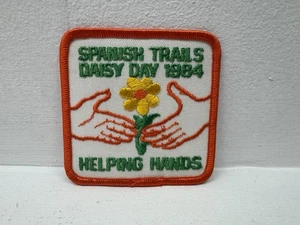 SPANISH TRAILS
DAISY DAY 1984
HELPING HANDS